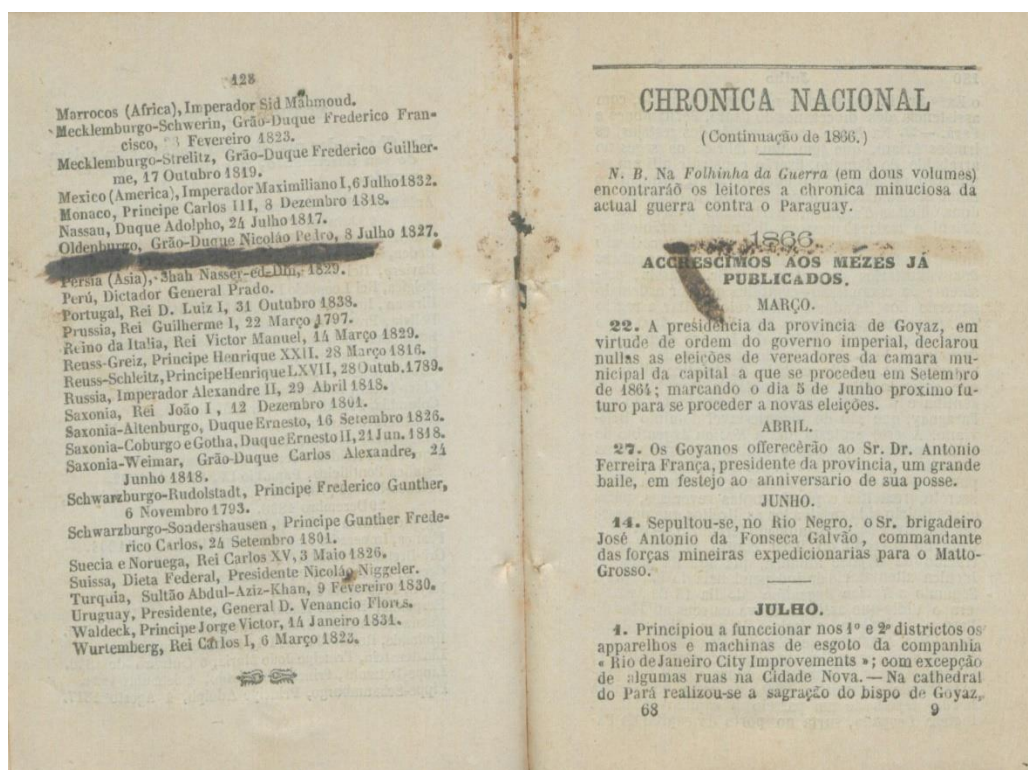 128
Marrocos (Africa), Imperador Sid Mahmoud.
Mecklemburgo-Schwerin, Grão-Duque Frederico Fran-
cisco, Fevereiro 1823.
Mecklemburgo-Strelitz, Grão-Duque Frederico Guilher-
me, 17 Outubro 1819.
Mexico (America), Imperador Maximiliano I, 6 Julho 1832.
Monaco, Principe Carlos III, 8 Dezembro 1818.
Nassau, Duque Adolpho, 24 Julho 1817.
Oldenburgo, Grão-Duque Nicoláo Pedro, 8 Julho 1827.
Persia (Asia), Shah Nasser-ed-Din, 1829.
Perú, Dictador General Prado.
Portugal, Rei D. Luiz I, 31 Outubro 1838.
Prussia, Rei Guilherme I, 22 Março 1797.
Reino da Italia, Rei Victor Manuel, 14 Março 1829.
Reuss-Greiz, Principe Henrique XXII. 28 Março 1816.
Reuss-Schleitz, Principe Henrique LXVII, 28 Outub. 1789.
Russia, Imperador Alexandre II, 29 Abril 1818.
Saxonia, Rei João I, 12 Dezembro 1801.
Saxonia-Altenburgo, Duque Ernesto, 16 Setembro 1826.
Saxonia-Coburgo e Gotha, Duque Ernesto II, 21 Jun. 1818.
Saxonia-Weimar, Grão-Duque Carlos Alexandre, 24
Junho 1818.
Schwarzburgo-Rudolstadt, Principe Frederico Gunther,
6 Novembro 1793.
Schwarzburgo-Sondershausen, Principe Gunther Frede-
rico Carlos, 24 Setembro 1801.
Suecia e Noruega, Rei Carlos XV, 3 Maio 1826.
Suissa, Dieta Federal, Presidente Nicoláo Niggeler.
Turquia, Sultão Abdul-Aziz-Khan, 9 Fevereiro 1830.
Uruguay, Presidente, General D. Venancio Flores.
Waldeck, Principe Jorge Victor, 14 Janeiro 1831.
Wurtemberg, Rei Carlos I, 6 Março 1823.
CHRONICA NACIONAL
(Continuação de 1866.)
N. B. Na Folhinha da Guerra (em dous volumes)
encontraráõ os leitores a chronica minuciosa da
actual guerra contra o Paraguay.
1866.
ACCRESCIMOS AOS MEZES JÁ
PUBLICADOS.
MARÇO.
22. A presidencia da provincia de Goyaz, em
virtude de ordem do governo imperial, declarou
nullas as eleições de vereadores da camara mu-
nicipal da capital a que se procedeu em Setembro
de 1864; marcando o dia 5 de Junho proximo fu-
turo para se proceder a novas eleições.
ABRIL.
27. Os Goyanos offerecêrão ao Sr. Dr. Antonio
Ferreira França, presidente da provincia, um grande
baile, em festejo ao anniversario de sua posse.
JUNHO.
14. Sepultou-se, no Rio Negro, o Sr. brigadeiro
José Antonio da Fonseca Galvão, commandante
das forças mineiras expedicionarias para o Matto-
Grosso.
JULHO.
1. Principiou a funccionar nos 1º e 2º districtos os
apparelhos e machinas de esgoto da companhia
« Rio de Janeiro City Improvements »; com excepção
de algumas ruas na Cidade Nova. — Na cathedral
do Pará realizou-se a sagração do bispo de Goyaz,
68 9